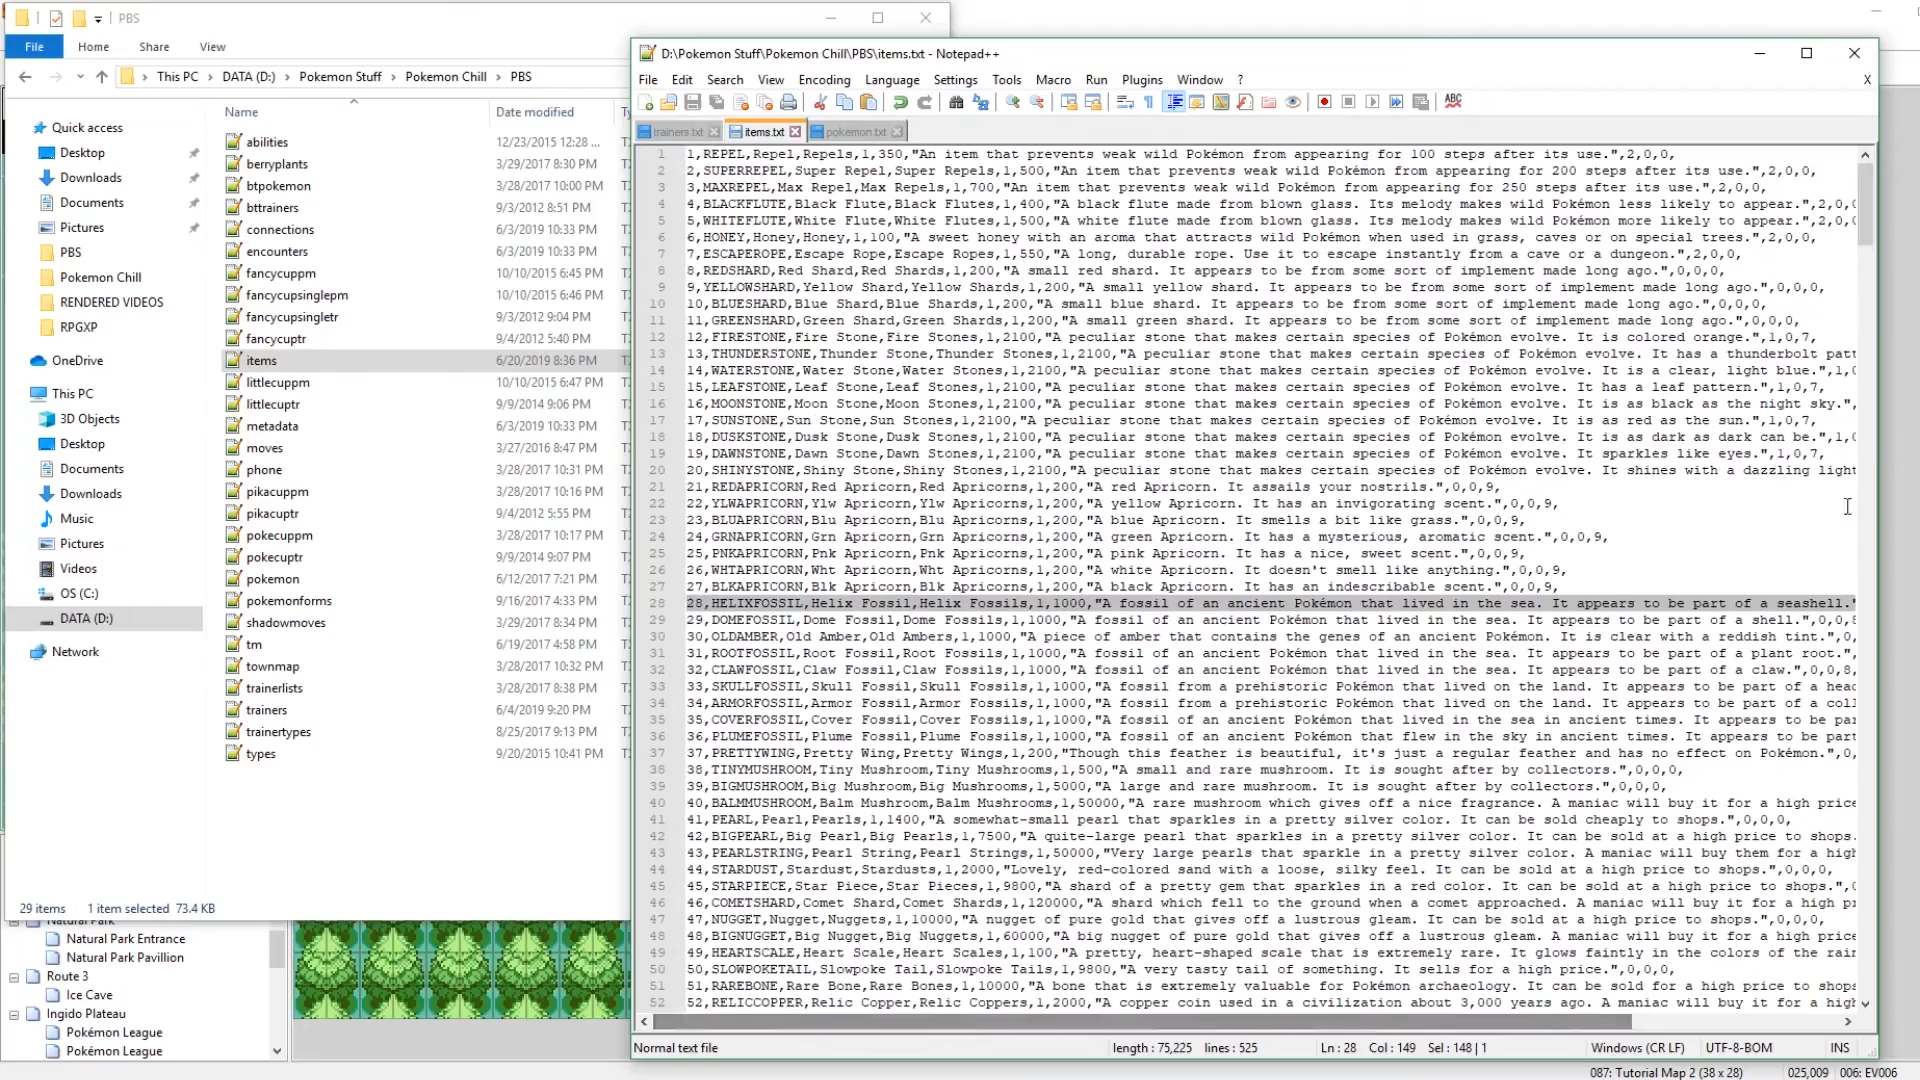 PBS
File Home Share View
This PC › DATA (D:) › Pokemon Stuff › Pokemon Chill › PBS
Name Date modified
Quick access
Desktop
Downloads
Documents
Pictures
PBS
Pokemon Chill
RENDERED VIDEOS
RPGXP
OneDrive
This PC
3D Objects
Desktop
Documents
Downloads
Music
Pictures
Videos
OS (C:)
DATA (D:)
Network
abilities 12/23/2015 12:28 ...
berryplants 3/29/2017 8:30 PM
btpokemon 3/28/2017 10:00 PM
bttrainers 9/3/2012 8:51 PM
connections 6/3/2019 10:33 PM
encounters 6/3/2019 10:33 PM
fancycuppm 10/10/2015 6:45 PM
fancycupsinglepm 10/10/2015 6:46 PM
fancycupsingletr 9/3/2012 9:04 PM
fancycuptr 9/4/2012 5:40 PM
items 6/20/2019 8:36 PM
littlecuppm 10/10/2015 6:47 PM
littlecuptr 9/9/2014 9:06 PM
metadata 6/3/2019 10:33 PM
moves 3/27/2016 8:47 PM
phone 3/28/2017 10:31 PM
pikacuppm 3/28/2017 10:16 PM
pikacuptr 9/4/2012 5:55 PM
pokecuppm 3/28/2017 10:17 PM
pokecuptr 9/9/2014 9:07 PM
pokemon 6/12/2017 7:21 PM
pokemonforms 9/16/2017 4:33 PM
shadowmoves 3/29/2017 8:34 PM
tm 6/19/2017 4:58 PM
townmap 3/28/2017 10:32 PM
trainerlists 3/28/2017 8:38 PM
trainers 6/4/2019 9:20 PM
trainertypes 8/25/2017 9:13 PM
types 9/20/2015 10:41 PM
29 items 1 item selected 73.4 KB
Natural Park
Natural Park Entrance
Natural Park Pavillion
Route 3
Ice Cave
Ingido Plateau
Pokémon League
Pokémon League
D:\Pokemon Stuff\Pokemon Chill\PBS\items.txt - Notepad++
File Edit Search View Encoding Language Settings Tools Macro Run Plugins Window ? X
ABC
trainers.txt items.txt pokemon.txt
1 1,REPEL,Repel,Repels,1,350,"An item that prevents weak wild Pokémon from appearing for 100 steps after its use.",2,0,0,
2 2,SUPERREPEL,Super Repel,Super Repels,1,500,"An item that prevents weak wild Pokémon from appearing for 200 steps after its use.",2,0,0,
3 3,MAXREPEL,Max Repel,Max Repels,1,700,"An item that prevents weak wild Pokémon from appearing for 250 steps after its use.",2,0,0,
4 4,BLACKFLUTE,Black Flute,Black Flutes,1,400,"A black flute made from blown glass. Its melody makes wild Pokémon less likely to appear.",2,0,0
5 5,WHITEFLUTE,White Flute,White Flutes,1,500,"A white flute made from blown glass. Its melody makes wild Pokémon more likely to appear.",2,0,0
6 6,HONEY,Honey,Honey,1,100,"A sweet honey with an aroma that attracts wild Pokémon when used in grass, caves or on special trees.",2,0,0,
7 7,ESCAPEROPE,Escape Rope,Escape Ropes,1,550,"A long, durable rope. Use it to escape instantly from a cave or a dungeon.",2,0,0,
8 8,REDSHARD,Red Shard,Red Shards,1,200,"A small red shard. It appears to be from some sort of implement made long ago.",0,0,0,
9 9,YELLOWSHARD,Yellow Shard,Yellow Shards,1,200,"A small yellow shard. It appears to be from some sort of implement made long ago.",0,0,0,
10 10,BLUESHARD,Blue Shard,Blue Shards,1,200,"A small blue shard. It appears to be from some sort of implement made long ago.",0,0,0,
11 11,GREENSHARD,Green Shard,Green Shards,1,200,"A small green shard. It appears to be from some sort of implement made long ago.",0,0,0,
12 12,FIRESTONE,Fire Stone,Fire Stones,1,2100,"A peculiar stone that makes certain species of Pokémon evolve. It is colored orange.",1,0,7,
13 13,THUNDERSTONE,Thunder Stone,Thunder Stones,1,2100,"A peculiar stone that makes certain species of Pokémon evolve. It has a thunderbolt patt
14 14,WATERSTONE,Water Stone,Water Stones,1,2100,"A peculiar stone that makes certain species of Pokémon evolve. It is a clear, light blue.",1,0
15 15,LEAFSTONE,Leaf Stone,Leaf Stones,1,2100,"A peculiar stone that makes certain species of Pokémon evolve. It has a leaf pattern.",1,0,7,
16 16,MOONSTONE,Moon Stone,Moon Stones,1,2100,"A peculiar stone that makes certain species of Pokémon evolve. It is as black as the night sky.",
17 17,SUNSTONE,Sun Stone,Sun Stones,1,2100,"A peculiar stone that makes certain species of Pokémon evolve. It is as red as the sun.",1,0,7,
18 18,DUSKSTONE,Dusk Stone,Dusk Stones,1,2100,"A peculiar stone that makes certain species of Pokémon evolve. It is as dark as dark can be.",1,0
19 19,DAWNSTONE,Dawn Stone,Dawn Stones,1,2100,"A peculiar stone that makes certain species of Pokémon evolve. It sparkles like eyes.",1,0,7,
20 20,SHINYSTONE,Shiny Stone,Shiny Stones,1,2100,"A peculiar stone that makes certain species of Pokémon evolve. It shines with a dazzling light
21 21,REDAPRICORN,Red Apricorn,Red Apricorns,1,200,"A red Apricorn. It assails your nostrils.",0,0,9,
22 22,YLWAPRICORN,Ylw Apricorn,Ylw Apricorns,1,200,"A yellow Apricorn. It has an invigorating scent.",0,0,9,
23 23,BLUAPRICORN,Blu Apricorn,Blu Apricorns,1,200,"A blue Apricorn. It smells a bit like grass.",0,0,9,
24 24,GRNAPRICORN,Grn Apricorn,Grn Apricorns,1,200,"A green Apricorn. It has a mysterious, aromatic scent.",0,0,9,
25 25,PNKAPRICORN,Pnk Apricorn,Pnk Apricorns,1,200,"A pink Apricorn. It has a nice, sweet scent.",0,0,9,
26 26,WHTAPRICORN,Wht Apricorn,Wht Apricorns,1,200,"A white Apricorn. It doesn't smell like anything.",0,0,9,
27 27,BLKAPRICORN,Blk Apricorn,Blk Apricorns,1,200,"A black Apricorn. It has an indescribable scent.",0,0,9,
28 28,HELIXFOSSIL,Helix Fossil,Helix Fossils,1,1000,"A fossil of an ancient Pokémon that lived in the sea. It appears to be part of a seashell."
29 29,DOMEFOSSIL,Dome Fossil,Dome Fossils,1,1000,"A fossil of an ancient Pokémon that lived in the sea. It appears to be part of a shell.",0,0,8
30 30,OLDAMBER,Old Amber,Old Ambers,1,1000,"A piece of amber that contains the genes of an ancient Pokémon. It is clear with a reddish tint.",0,
31 31,ROOTFOSSIL,Root Fossil,Root Fossils,1,1000,"A fossil of an ancient Pokémon that lived in the sea. It appears to be part of a plant root.",0
32 32,CLAWFOSSIL,Claw Fossil,Claw Fossils,1,1000,"A fossil of an ancient Pokémon that lived in the sea. It appears to be part of a claw.",0,0,8,
33 33,SKULLFOSSIL,Skull Fossil,Skull Fossils,1,1000,"A fossil from a prehistoric Pokémon that lived on the land. It appears to be part of a head
34 34,ARMORFOSSIL,Armor Fossil,Armor Fossils,1,1000,"A fossil from a prehistoric Pokémon that lived on the land. It appears to be part of a coll
35 35,COVERFOSSIL,Cover Fossil,Cover Fossils,1,1000,"A fossil of an ancient Pokémon that lived in the sea in ancient times. It appears to be par
36 36,PLUMEFOSSIL,Plume Fossil,Plume Fossils,1,1000,"A fossil of an ancient Pokémon that flew in the sky in ancient times. It appears to be part
37 37,PRETTYWING,Pretty Wing,Pretty Wings,1,200,"Though this feather is beautiful, it's just a regular feather and has no effect on Pokémon.",0,
38 38,TINYMUSHROOM,Tiny Mushroom,Tiny Mushrooms,1,500,"A small and rare mushroom. It is sought after by collectors.",0,0,0,
39 39,BIGMUSHROOM,Big Mushroom,Big Mushrooms,1,5000,"A large and rare mushroom. It is sought after by collectors.",0,0,0,
40 40,BALMMUSHROOM,Balm Mushroom,Balm Mushrooms,1,50000,"A rare mushroom which gives off a nice fragrance. A maniac will buy it for a high price
41 41,PEARL,Pearl,Pearls,1,1400,"A somewhat-small pearl that sparkles in a pretty silver color. It can be sold cheaply to shops.",0,0,0,
42 42,BIGPEARL,Big Pearl,Big Pearls,1,7500,"A quite-large pearl that sparkles in a pretty silver color. It can be sold at a high price to shops.
43 43,PEARLSTRING,Pearl String,Pearl Strings,1,50000,"Very large pearls that sparkle in a pretty silver color. A maniac will buy them for a high
44 44,STARDUST,Stardust,Stardusts,1,2000,"Lovely, red-colored sand with a loose, silky feel. It can be sold at a high price to shops.",0,0,0,
45 45,STARPIECE,Star Piece,Star Pieces,1,9800,"A shard of a pretty gem that sparkles in a red color. It can be sold at a high price to shops.",0
46 46,COMETSHARD,Comet Shard,Comet Shards,1,120000,"A shard which fell to the ground when a comet approached. A maniac will buy it for a high pr
47 47,NUGGET,Nugget,Nuggets,1,10000,"A nugget of pure gold that gives off a lustrous gleam. It can be sold at a high price to shops.",0,0,0,
48 48,BIGNUGGET,Big Nugget,Big Nuggets,1,60000,"A big nugget of pure gold that gives off a lustrous gleam. A maniac will buy it for a high price
49 49,HEARTSCALE,Heart Scale,Heart Scales,1,100,"A pretty, heart-shaped scale that is extremely rare. It glows faintly in the colors of the rain
50 50,SLOWPOKETAIL,Slowpoke Tail,Slowpoke Tails,1,9800,"A very tasty tail of something. It sells for a high price.",0,0,0,
51 51,RAREBONE,Rare Bone,Rare Bones,1,10000,"A bone that is extremely valuable for Pokémon archaeology. It can be sold for a high price to shops
52 52,RELICCOPPER,Relic Copper,Relic Coppers,1,2000,"A copper coin used in a civilization about 3,000 years ago. A maniac will buy it for a high
Normal text file length : 75,225 lines : 525 Ln : 28 Col : 149 Sel : 148 | 1 Windows (CR LF) UTF-8-BOM INS
087: Tutorial Map 2 (38 x 28) 025,009 006: EV006